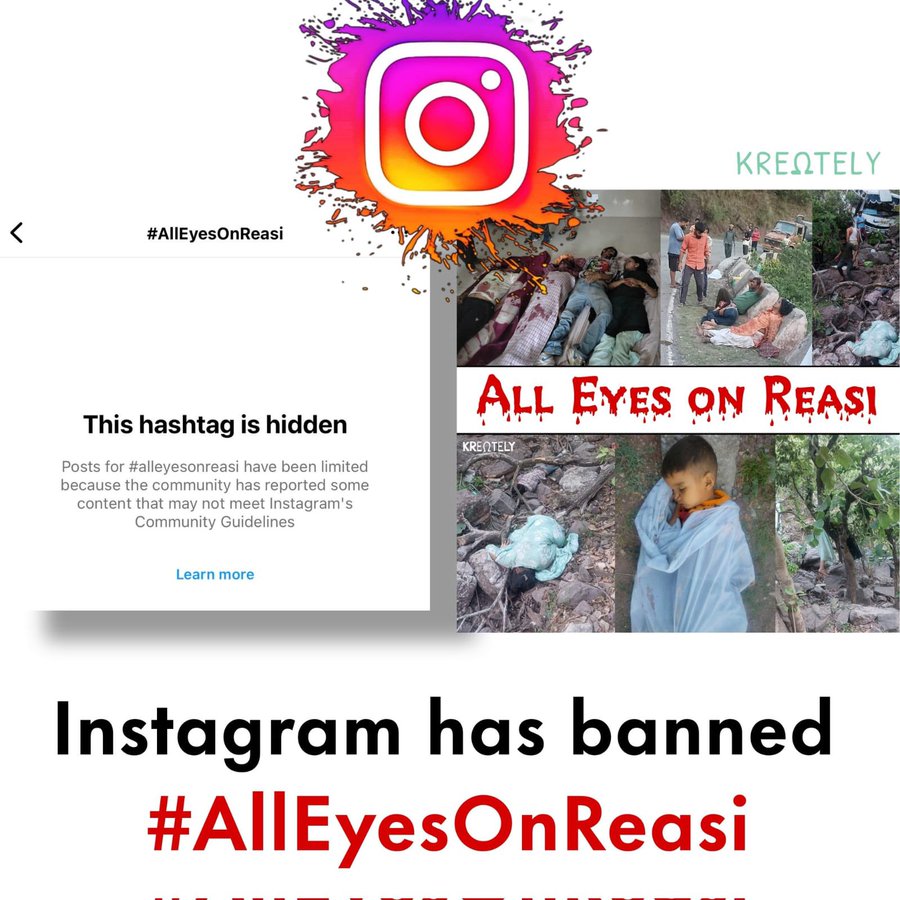 KREΩTELY
#AllEyesOnReasi
This hashtag is hidden
Posts for #alleyesonreasi have been limited
because the community has reported some
content that may not meet Instagram's
Community Guidelines
Learn more
ALL EYES ON REASI
KREΩTELY
Instagram has banned
#AllEyesOnReasi